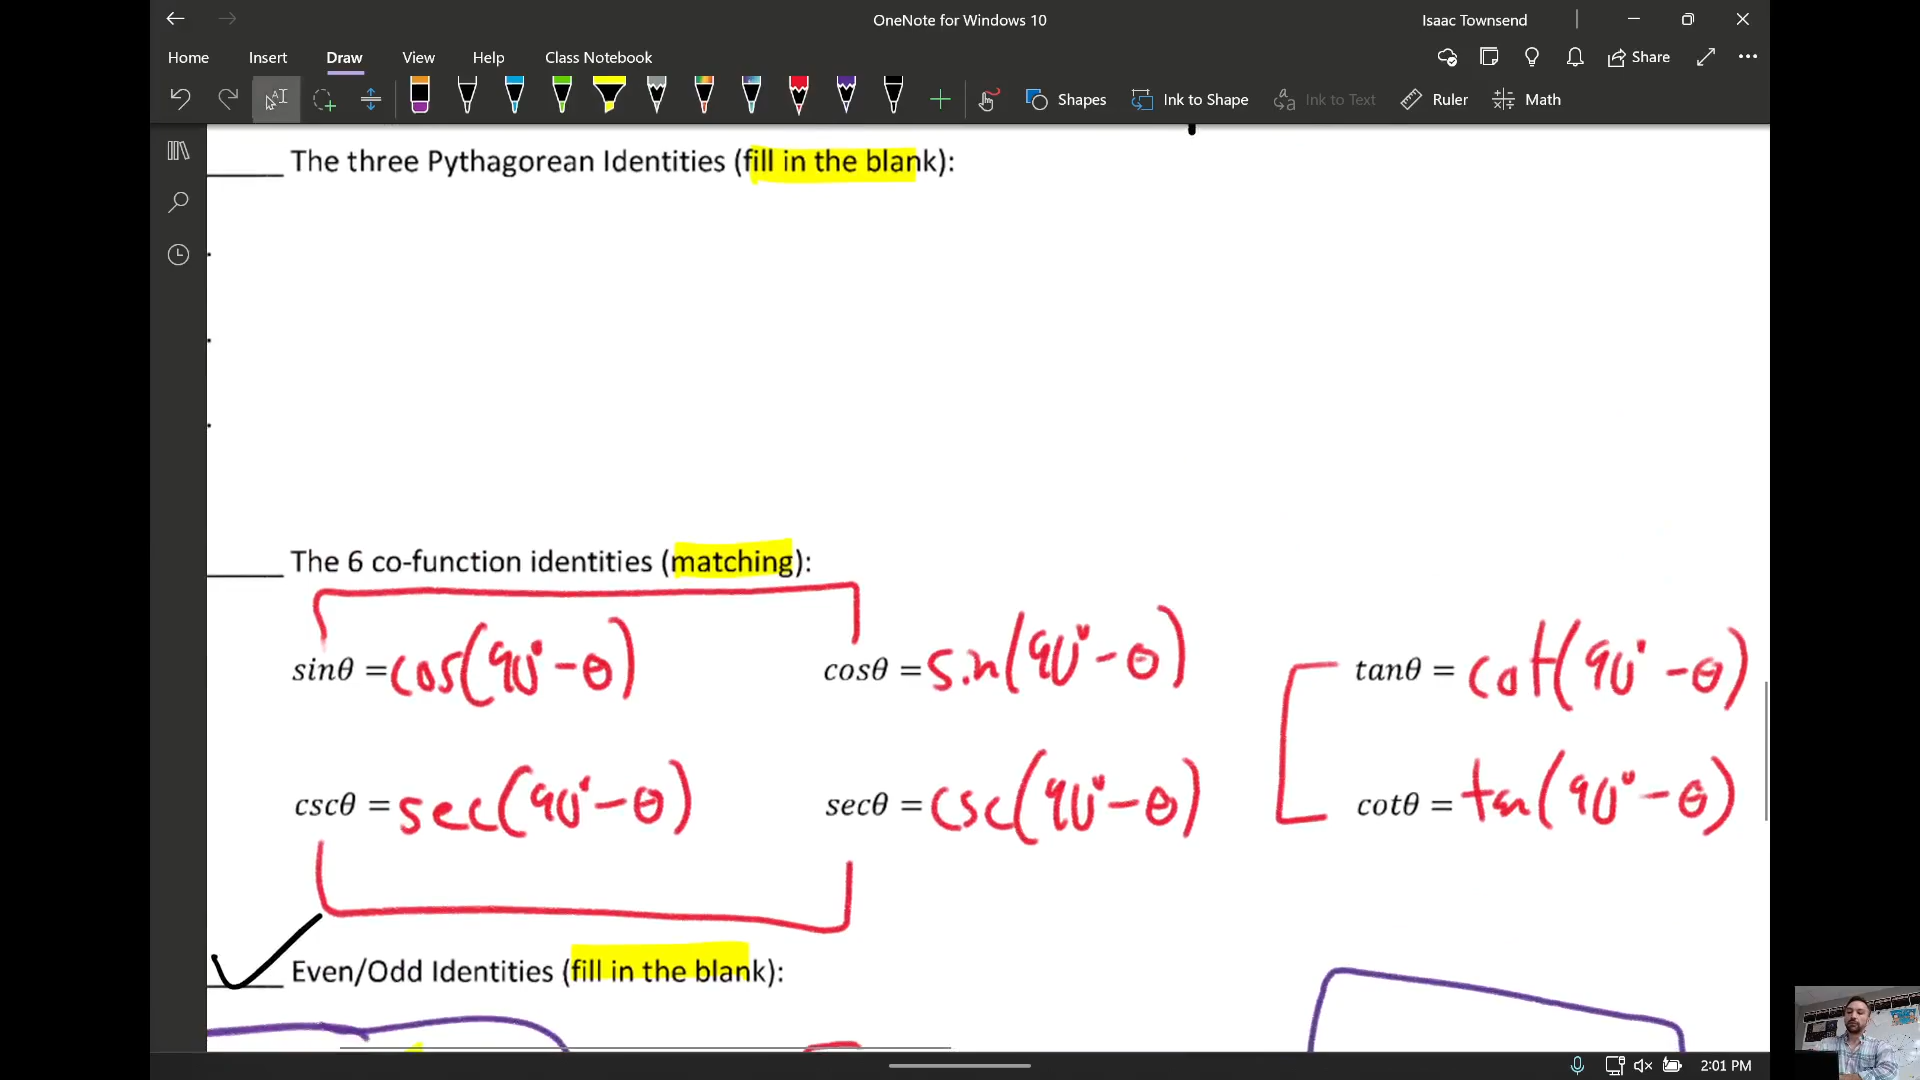 OneNote for Windows 10
Isaac Townsend
Home Insert Draw View Help Class Notebook
Share
Shapes Ink to Shape Ink to Text Ruler Math
The three Pythagorean Identities (fill in the blank):
The 6 co-function identities (matching):
sinθ = cos(90° - θ) cosθ = sin(90° - θ) tanθ = cot(90° - θ)
cscθ = sec(90° - θ) secθ = csc(90° - θ) cotθ = tan(90° - θ)
Even/Odd Identities (fill in the blank):
2:01 PM